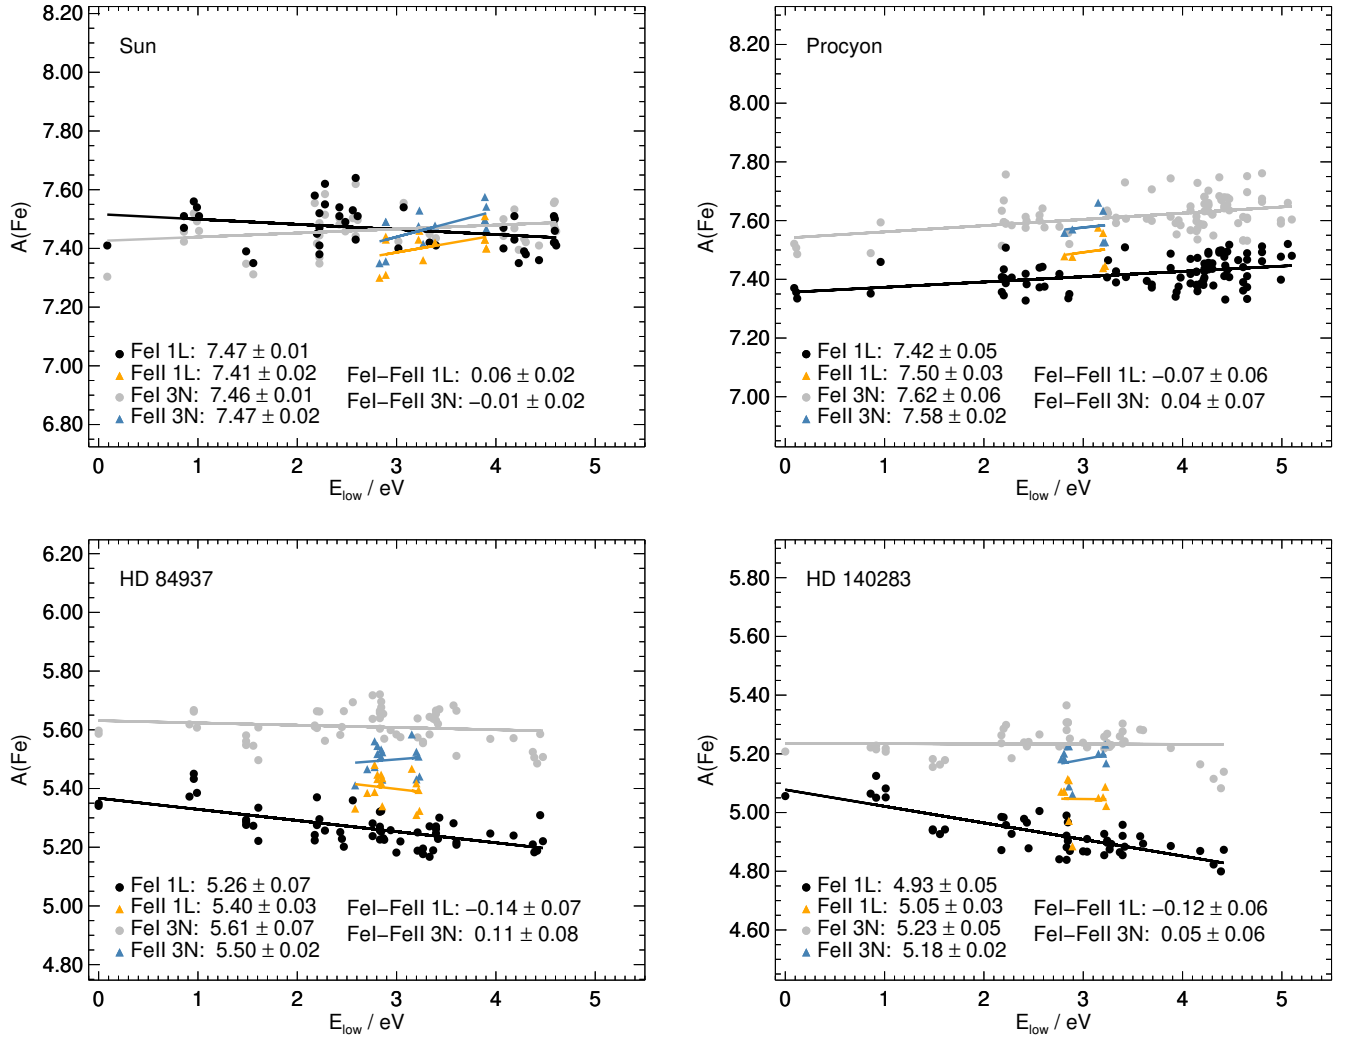 Sun
A(Fe)
8.20
8.00
7.80
7.60
7.40
7.20
7.00
6.80
FeI 1L: 7.47 ± 0.01
FeII 1L: 7.41 ± 0.02
FeI 3N: 7.46 ± 0.01
FeII 3N: 7.47 ± 0.02
FeI−FeII 1L: 0.06 ± 0.02
FeI−FeII 3N: −0.01 ± 0.02
0 1 2 3 4 5
E_low / eV
Procyon
A(Fe)
8.20
8.00
7.80
7.60
7.40
7.20
7.00
FeI 1L: 7.42 ± 0.05
FeII 1L: 7.50 ± 0.03
FeI 3N: 7.62 ± 0.06
FeII 3N: 7.58 ± 0.02
FeI−FeII 1L: −0.07 ± 0.06
FeI−FeII 3N: 0.04 ± 0.07
0 1 2 3 4 5
E_low / eV
HD 84937
A(Fe)
6.20
6.00
5.80
5.60
5.40
5.20
5.00
4.80
FeI 1L: 5.26 ± 0.07
FeII 1L: 5.40 ± 0.03
FeI 3N: 5.61 ± 0.07
FeII 3N: 5.50 ± 0.02
FeI−FeII 1L: −0.14 ± 0.07
FeI−FeII 3N: 0.11 ± 0.08
0 1 2 3 4 5
E_low / eV
HD 140283
A(Fe)
5.80
5.60
5.40
5.20
5.00
4.80
4.60
FeI 1L: 4.93 ± 0.05
FeII 1L: 5.05 ± 0.03
FeI 3N: 5.23 ± 0.05
FeII 3N: 5.18 ± 0.02
FeI−FeII 1L: −0.12 ± 0.06
FeI−FeII 3N: 0.05 ± 0.06
0 1 2 3 4 5
E_low / eV